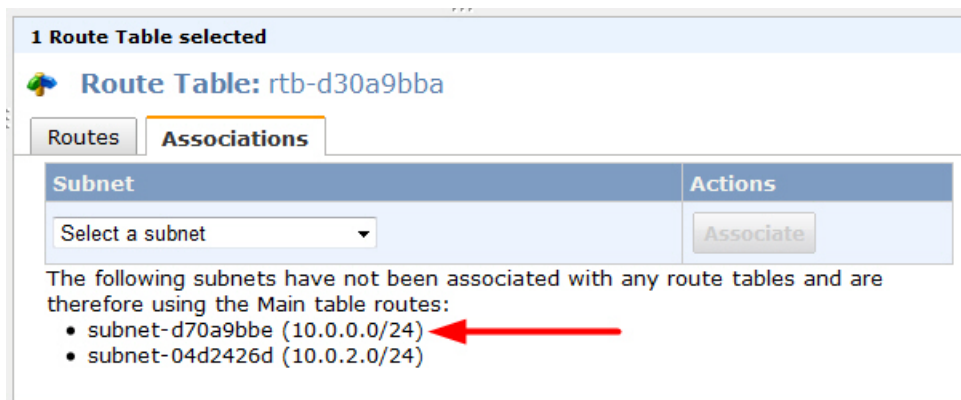 1 Route Table selected
Route Table: rtb-d30a9bba
Routes
Associations
Subnet
Actions
Select a subnet
Associate
The following subnets have not been associated with any route tables and are
therefore using the Main table routes:
• subnet-d70a9bbe (10.0.0.0/24)
• subnet-04d2426d (10.0.2.0/24)